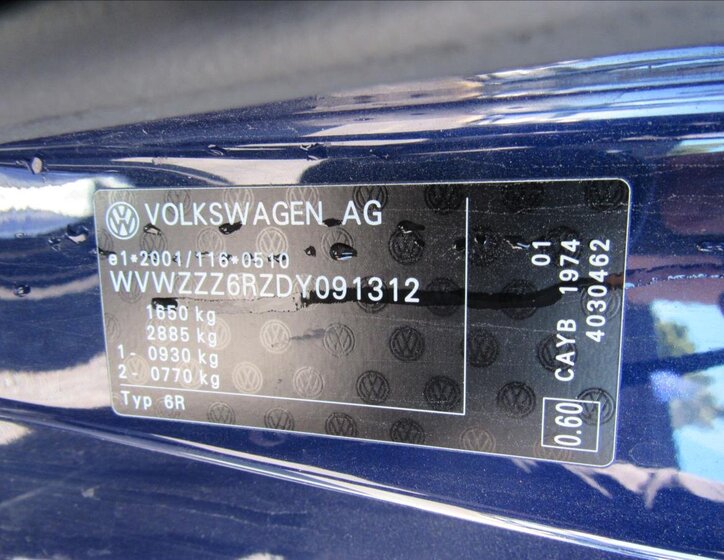 VOLKSWAGEN AG
e1*2001/116*0510
WVWZZZ6RZDY091312
1650 kg
2885 kg
1- 0930 kg
2- 0770 kg
Typ 6R
01
CAYB 1974
4030462
0.60